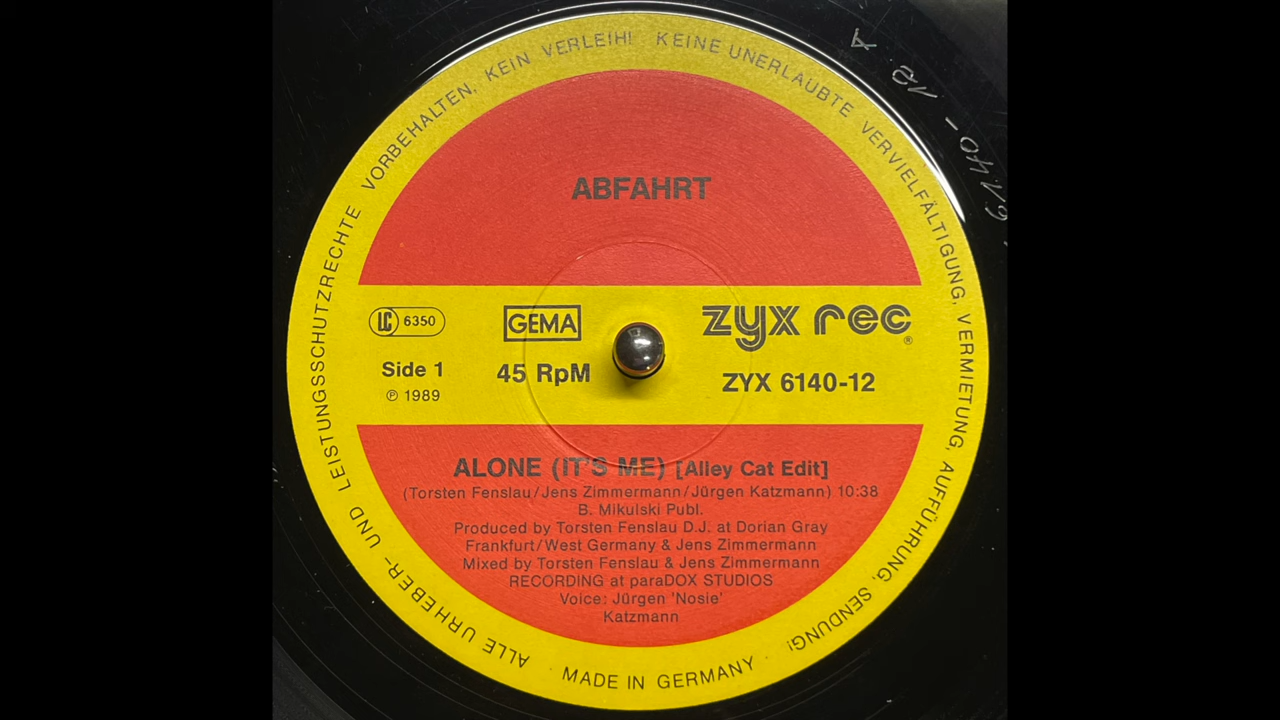 ALLE URHEBER- UND LEISTUNGSSCHUTZRECHTE VORBEHALTEN, KEIN VERLEIH! KEINE UNERLAUBTE VERVIELFÄLTIGUNG, VERMIETUNG, AUFFÜHRUNG, SENDUNG!
ABFAHRT
LC 6350
GEMA
zyx rec ®
Side 1
45 RpM
ZYX 6140-12
℗ 1989
ALONE (IT'S ME) [Alley Cat Edit]
(Torsten Fenslau/Jens Zimmermann/Jürgen Katzmann) 10:38
B. Mikulski Publ.
Produced by Torsten Fenslau D.J. at Dorian Gray
Frankfurt/West Germany & Jens Zimmermann
Mixed by Torsten Fenslau & Jens Zimmermann
RECORDING at paraDOX STUDIOS
Voice: Jürgen 'Nosie'
Katzmann
· MADE IN GERMANY ·
6140-12 A